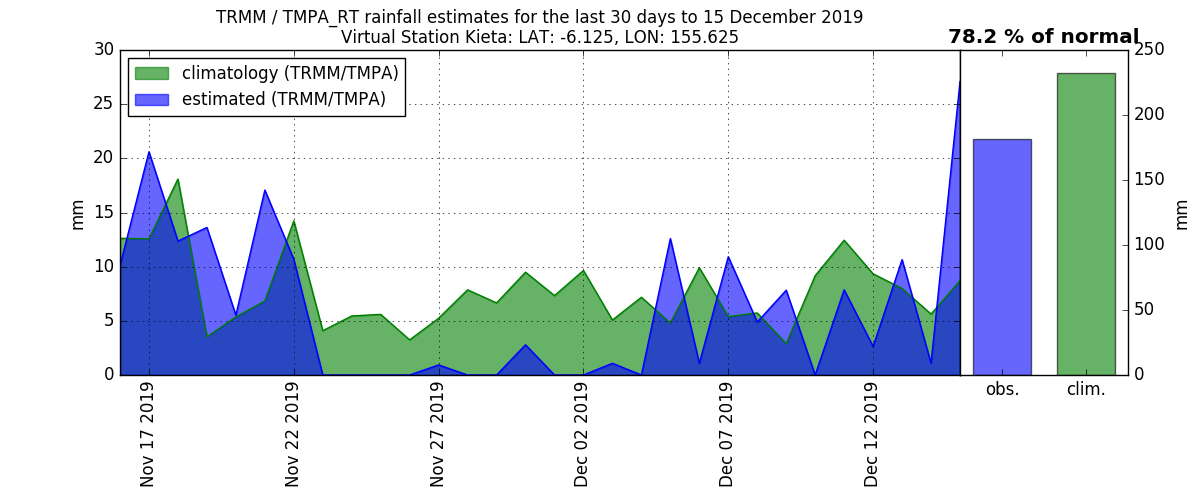 TRMM / TMPA_RT rainfall estimates for the last 30 days to 15 December 2019
Virtual Station Kieta: LAT: -6.125, LON: 155.625
78.2 % of normal
climatology (TRMM/TMPA)
estimated (TRMM/TMPA)
30
25
20
15
10
5
0
mm
Nov 17 2019
Nov 22 2019
Nov 27 2019
Dec 02 2019
Dec 07 2019
Dec 12 2019
obs.
clim.
250
200
150
100
50
0
mm